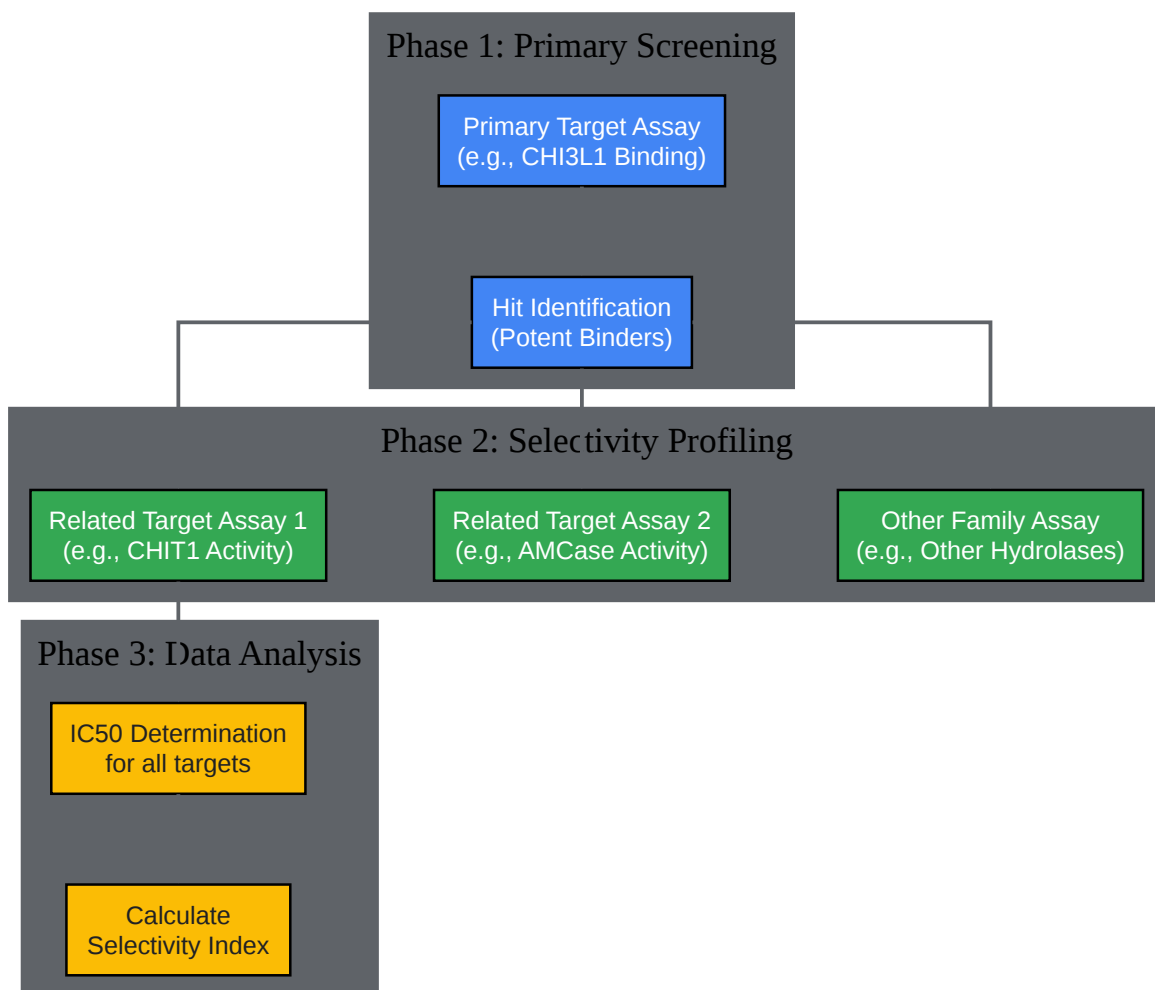 Phase 1: Primary Screening
Primary Target Assay
(e.g., CHI3L1 Binding)
Hit Identification
(Potent Binders)
Phase 2: Selectivity Profiling
Related Target Assay 1
(e.g., CHIT1 Activity)
Related Target Assay 2
(e.g., AMCase Activity)
Other Family Assay
(e.g., Other Hydrolases)
Phase 3: Data Analysis
IC50 Determination
for all targets
Calculate
Selectivity Index